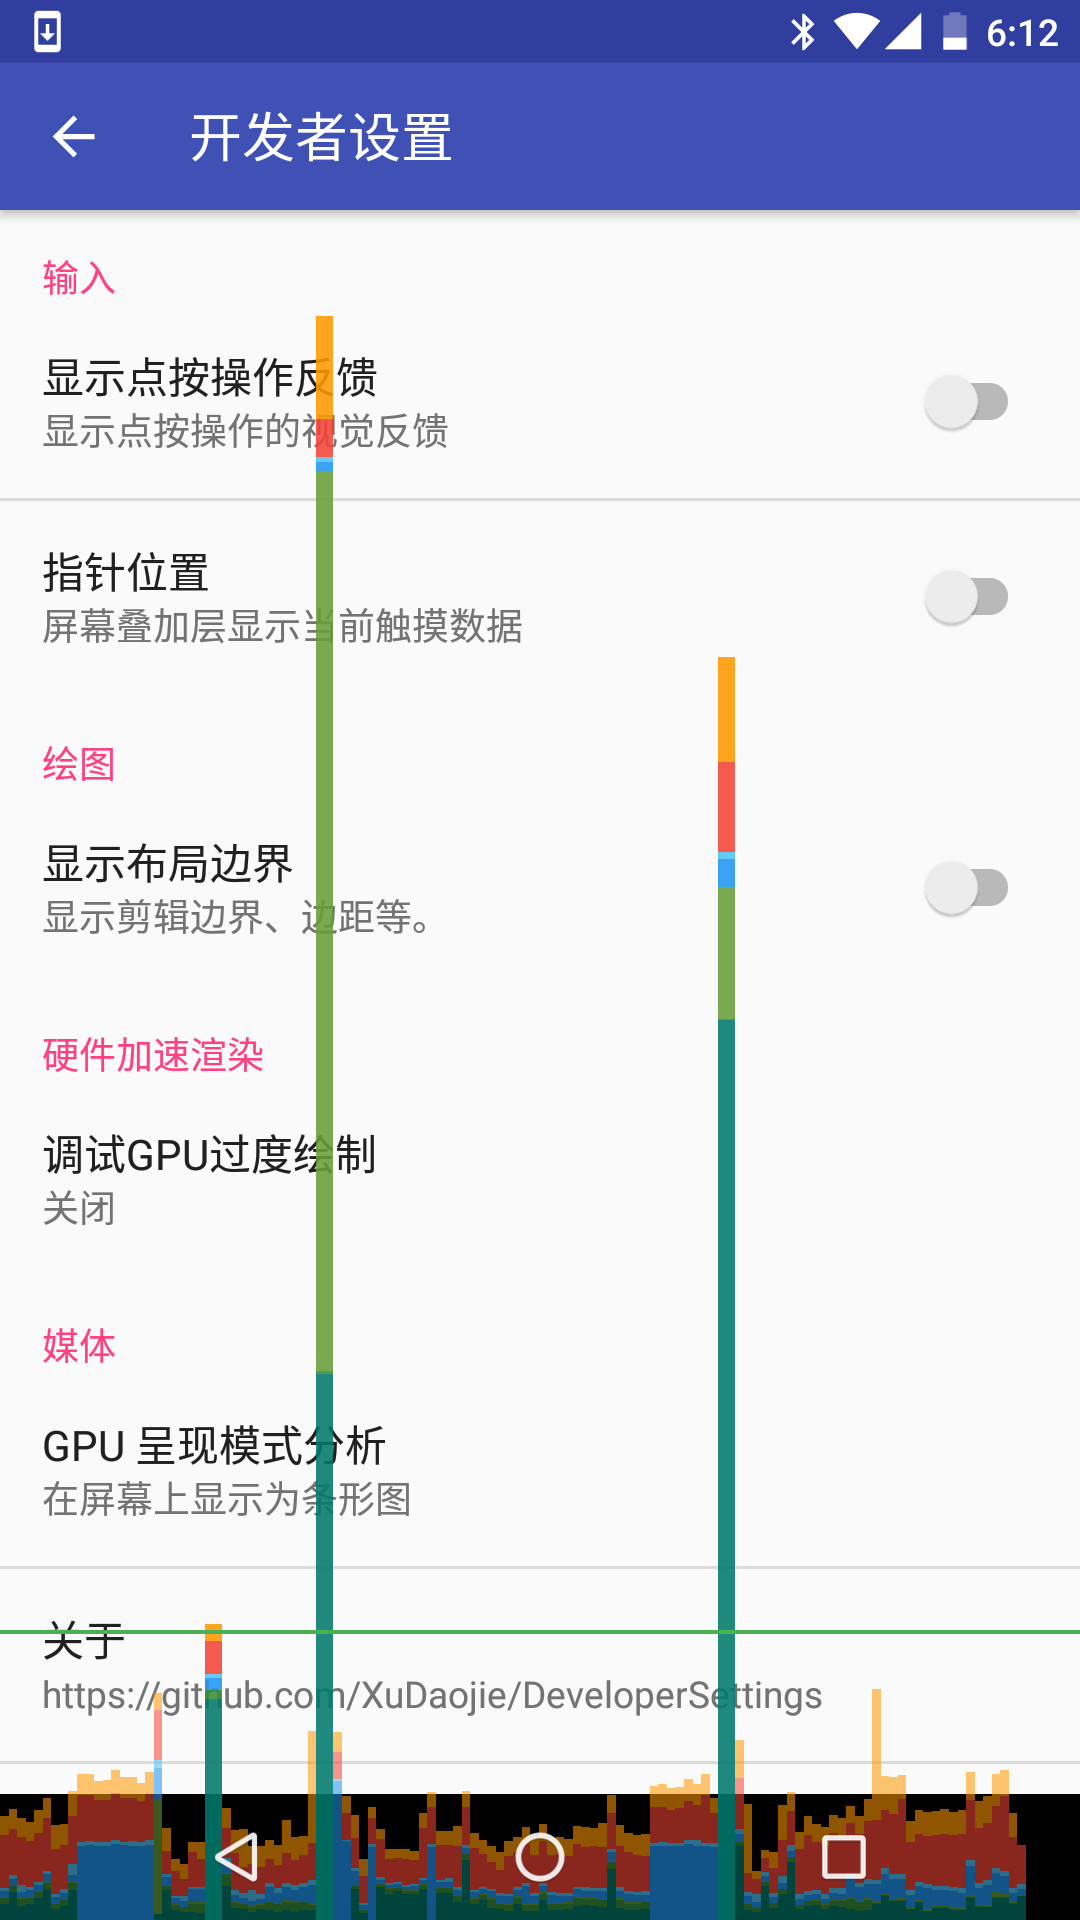 6:12
开发者设置
输入
显示点按操作反馈
显示点按操作的视觉反馈
指针位置
屏幕叠加层显示当前触摸数据
绘图
显示布局边界
显示剪辑边界、边距等。
硬件加速渲染
调试GPU过度绘制
关闭
媒体
GPU 呈现模式分析
在屏幕上显示为条形图
关于
https://github.com/XuDaojie/DeveloperSettings